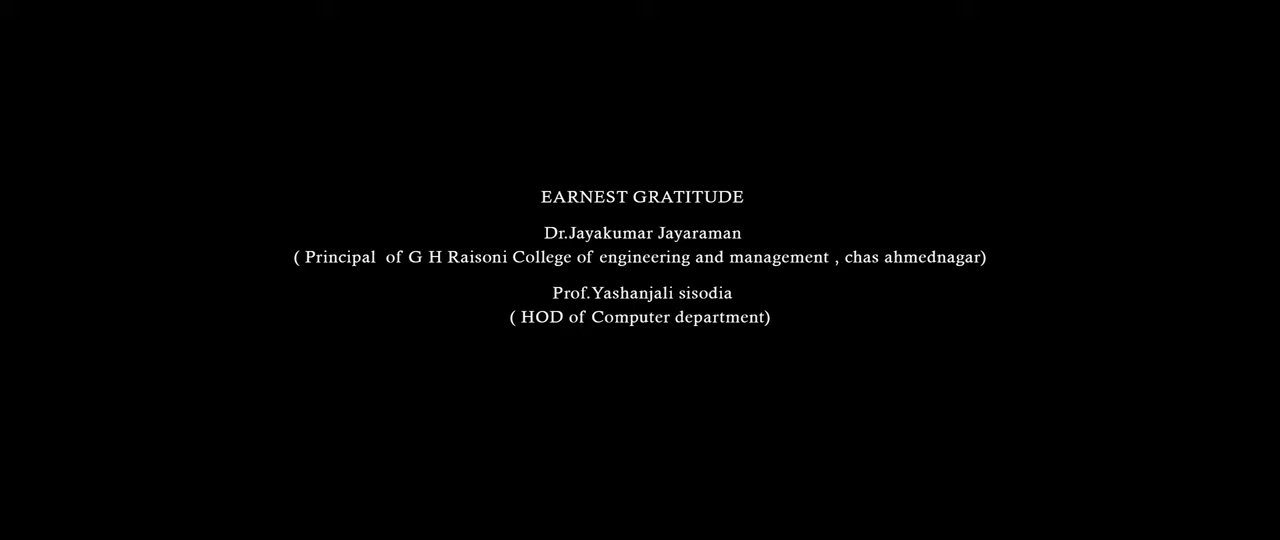 EARNEST GRATITUDE
Dr.Jayakumar Jayaraman
( Principal  of G H Raisoni College of engineering and management , chas ahmednagar)
Prof.Yashanjali sisodia
( HOD of Computer department)